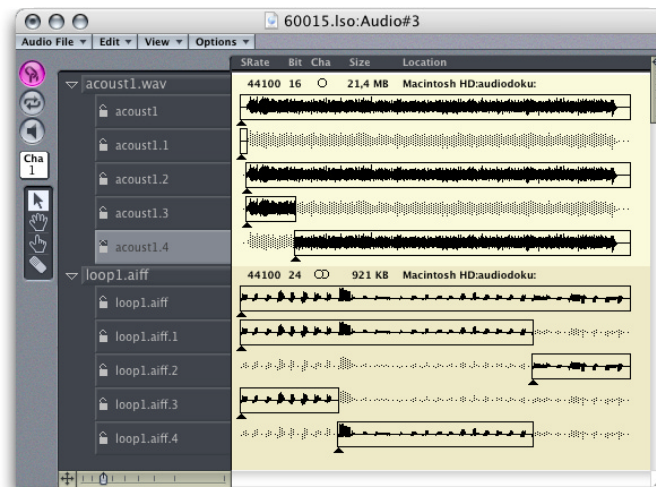 60015.lso:Audio#3
Audio File Edit View Options
SRate Bit Cha Size Location
acoust1.wav 44100 16 21,4 MB Macintosh HD:audiodoku:
acoust1
acoust1.1
Cha
1
acoust1.2
acoust1.3
acoust1.4
loop1.aiff 44100 24 921 KB Macintosh HD:audiodoku:
loop1.aiff
loop1.aiff.1
loop1.aiff.2
loop1.aiff.3
loop1.aiff.4